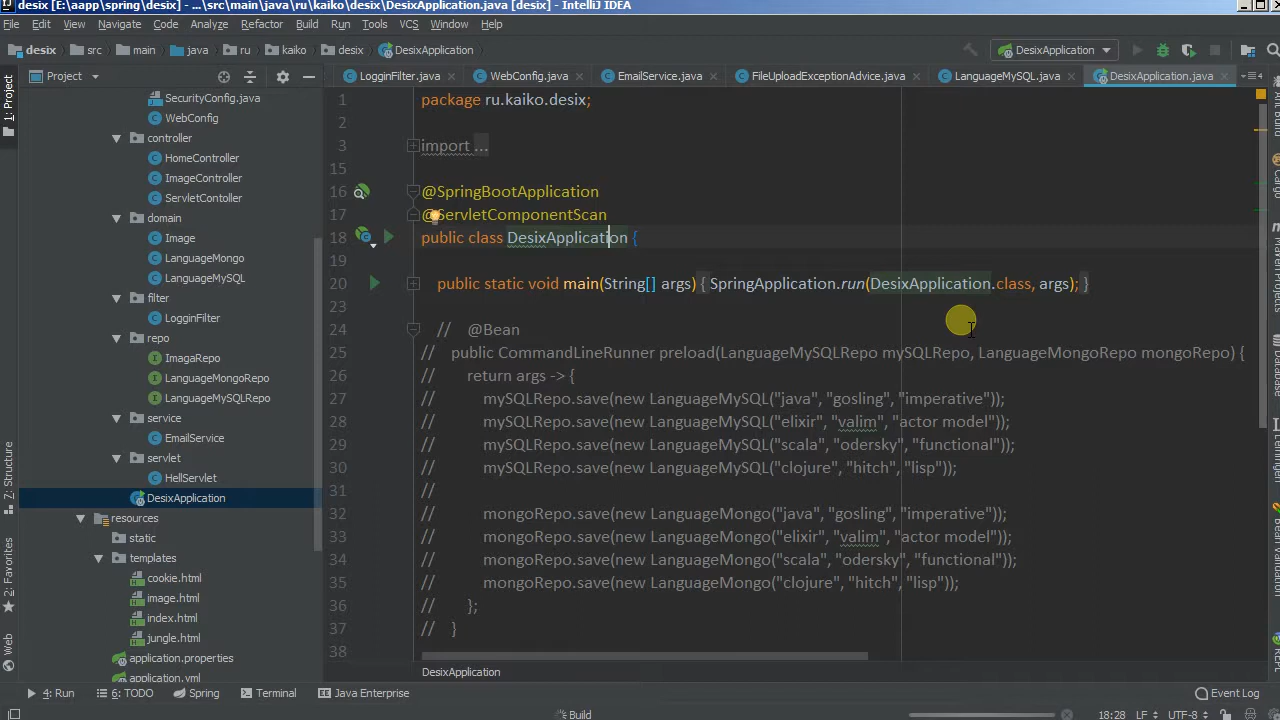 desix [E:\aapp\spring\desix] - ...\src\main\java\ru\kaiko\desix\DesixApplication.java [desix] - IntelliJ IDEA
File Edit View Navigate Code Analyze Refactor Build Run Tools VCS Window Help
desix src main java ru kaiko desix DesixApplication
DesixApplication
Project
LogginFilter.java WebConfig.java EmailService.java FileUploadExceptionAdvice.java LanguageMySQL.java DesixApplication.java
1: Project
Z: Structure
2: Favorites
Web
SecurityConfig.java
WebConfig
controller
HomeController
ImageController
ServletContoller
domain
Image
LanguageMongo
LanguageMySQL
filter
LogginFilter
repo
ImagaRepo
LanguageMongoRepo
LanguageMySQLRepo
service
EmailService
servlet
HellServlet
DesixApplication
resources
static
templates
cookie.html
image.html
index.html
jungle.html
application.properties
application.yml
1 package ru.kaiko.desix;
2
3 import ...
15
16 @SpringBootApplication
17 @ServletComponentScan
18 public class DesixApplication {
20 public static void main(String[] args) { SpringApplication.run(DesixApplication.class, args); }
23
24 // @Bean
25 // public CommandLineRunner preload(LanguageMySQLRepo mySQLRepo, LanguageMongoRepo mongoRepo) {
26 // return args -> {
27 // mySQLRepo.save(new LanguageMySQL("java", "gosling", "imperative"));
28 // mySQLRepo.save(new LanguageMySQL("elixir", "valim", "actor model"));
29 // mySQLRepo.save(new LanguageMySQL("scala", "odersky", "functional"));
30 // mySQLRepo.save(new LanguageMySQL("clojure", "hitch", "lisp"));
31 //
32 // mongoRepo.save(new LanguageMongo("java", "gosling", "imperative"));
33 // mongoRepo.save(new LanguageMongo("elixir", "valim", "actor model"));
34 // mongoRepo.save(new LanguageMongo("scala", "odersky", "functional"));
35 // mongoRepo.save(new LanguageMongo("clojure", "hitch", "lisp"));
36 // };
37 // }
38
DesixApplication
Database
4: Run 6: TODO Spring Terminal Java Enterprise Event Log
Build 18:28 LF UTF-8